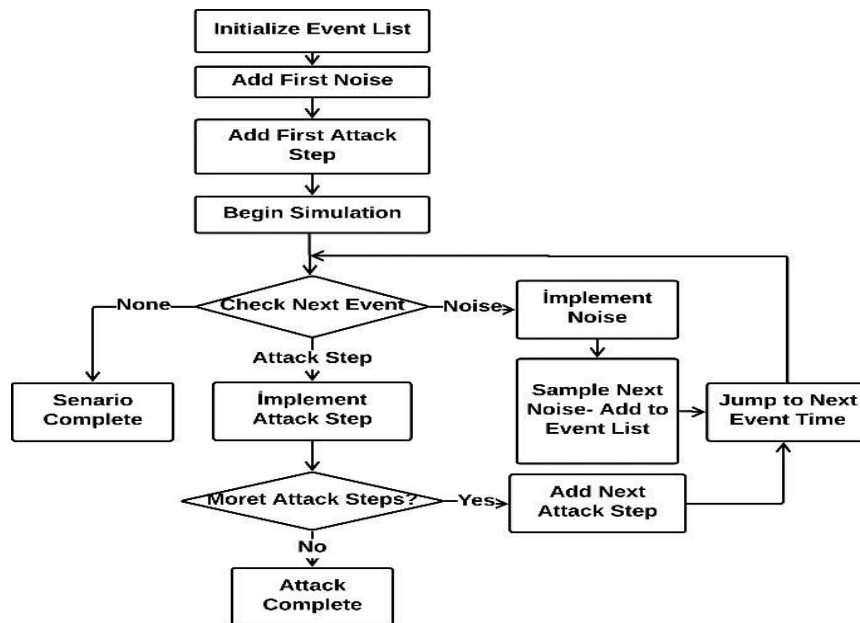 Initialize Event List
Add First Noise
Add First Attack
Step
Begin Simulation
None
Check Next Event
Noise
İmplement
Noise
Attack Step
Senario
Complete
İmplement
Attack Step
Sample Next
Noise- Add to
Event List
Jump to Next
Event Time
Moret Attack Steps?
Yes
Add Next
Attack Step
No
Attack
Complete